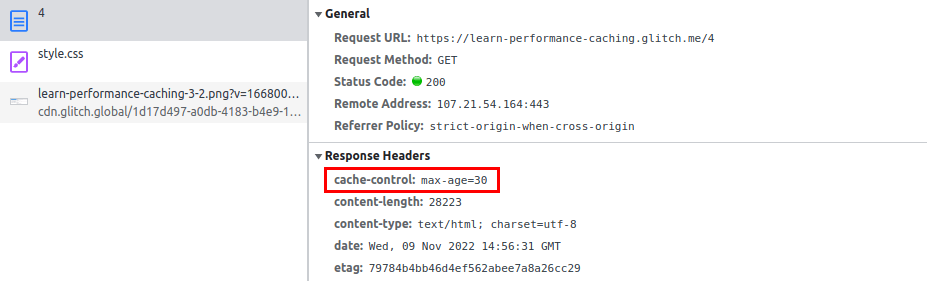 4
style.css
learn-performance-caching-3-2.png?v=166800…
cdn.glitch.global/1d17d497-a0db-4183-b4e9-1…
General
Request URL: https://learn-performance-caching.glitch.me/4
Request Method: GET
Status Code: 200
Remote Address: 107.21.54.164:443
Referrer Policy: strict-origin-when-cross-origin
Response Headers
cache-control: max-age=30
content-length: 28223
content-type: text/html; charset=utf-8
date: Wed, 09 Nov 2022 14:56:31 GMT
etag: 79784b4bb46d4ef562abee7a8a26cc29